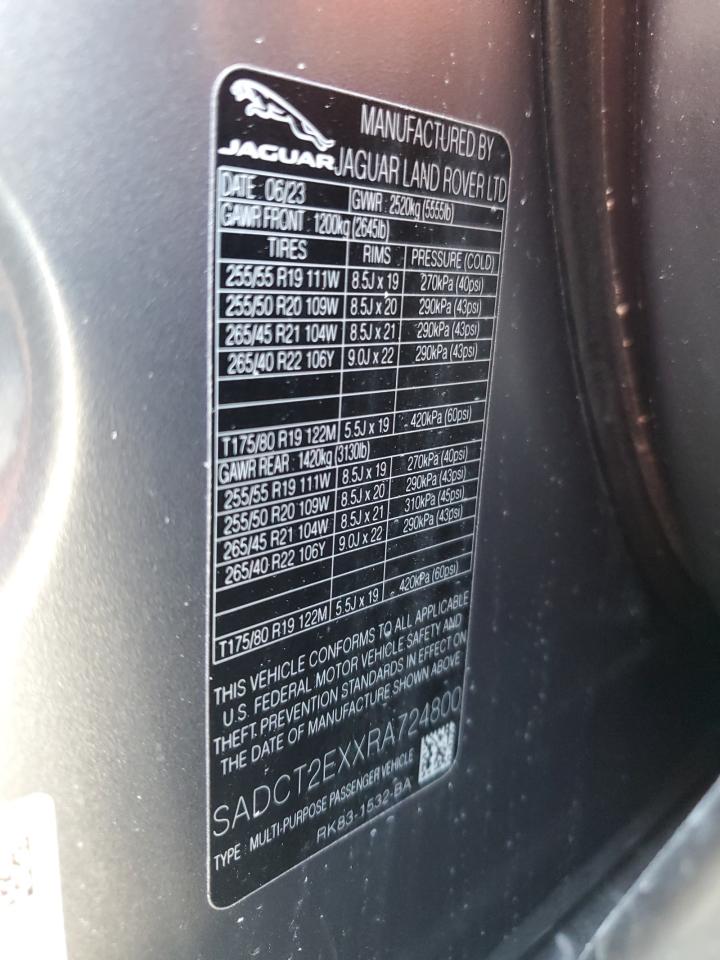 JAGUAR
MANUFACTURED BY
JAGUAR LAND ROVER LTD
DATE : 06/23 GVWR : 2520kg (5555lb)
GAWR FRONT : 1200kg (2645lb)
TIRES RIMS PRESSURE (COLD)
255/55 R19 111W 8.5J x 19 270kPa (40psi)
255/50 R20 109W 8.5J x 20 290kPa (43psi)
265/45 R21 104W 8.5J x 21 290kPa (43psi)
265/40 R22 106Y 9.0J x 22 290kPa (43psi)
T175/80 R19 122M 5.5J x 19 420kPa (60psi)
GAWR REAR : 1420kg (3130lb)
255/55 R19 111W 8.5J x 19 270kPa (40psi)
255/50 R20 109W 8.5J x 20 290kPa (43psi)
265/45 R21 104W 8.5J x 21 310kPa (45psi)
265/40 R22 106Y 9.0J x 22 290kPa (43psi)
T175/80 R19 122M 5.5J x 19 420kPa (60psi)
THIS VEHICLE CONFORMS TO ALL APPLICABLE
U.S. FEDERAL MOTOR VEHICLE SAFETY AND
THEFT PREVENTION STANDARDS IN EFFECT ON
THE DATE OF MANUFACTURE SHOWN ABOVE
SADCT2EXXRA724800
TYPE : MULTI-PURPOSE PASSENGER VEHICLE
RK83-1532-BA